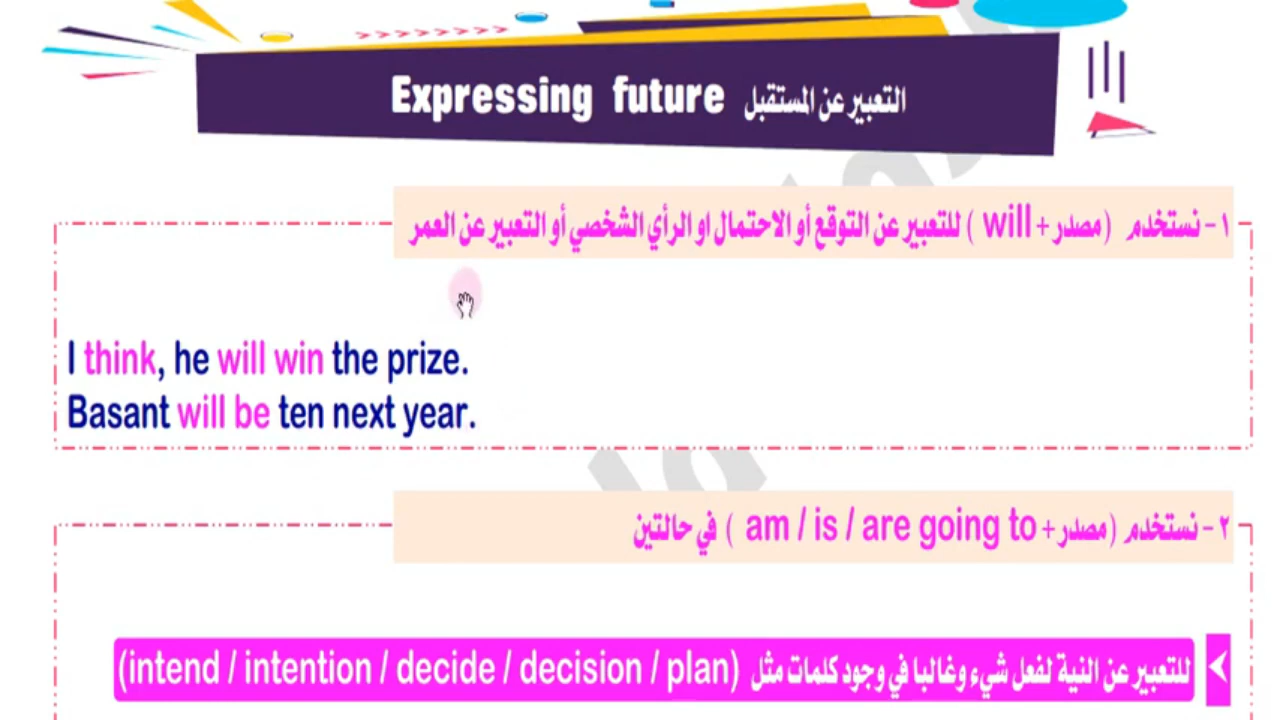 Expressing future التعبير عن المستقبل
١- نستخدم (مصدر + will) للتعبير عن التوقع أو الاحتمال او الرأي الشخصي أو التعبير عن العمر
I think, he will win the prize.
Basant will be ten next year.
٢- نستخدم (مصدر + am / is / are going to) في حالتين
للتعبير عن النية لفعل شيء وغالبا في وجود كلمات مثل (intend / intention / decide / decision / plan)